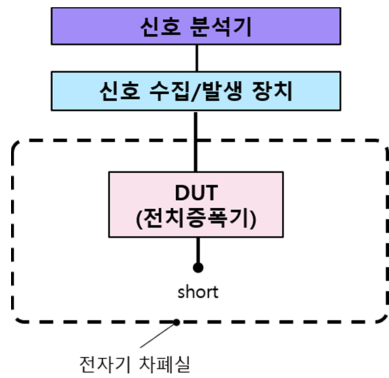 신호 분석기
신호 수집/발생 장치
DUT
(전치증폭기)
short
전자기 차폐실